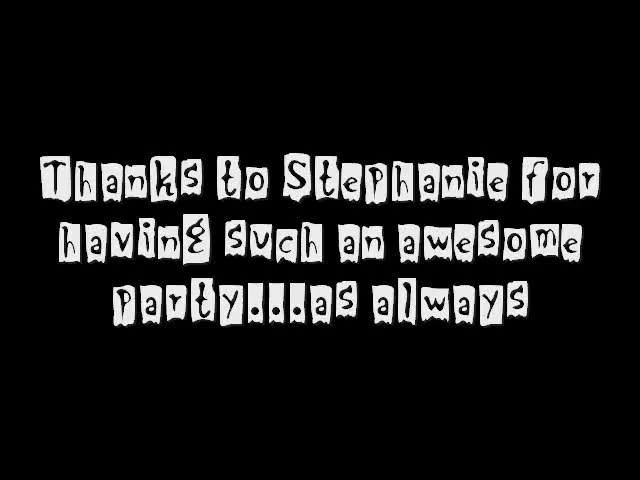 Thanks to Stephanie for
having such an awesome
party...as always